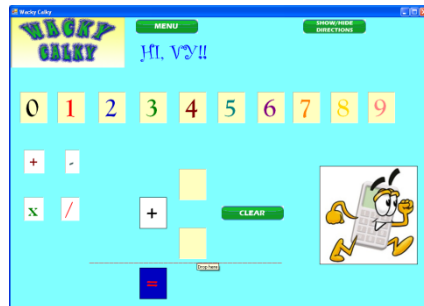 Wacky Calky
WACKY
CALKY
MENU
SHOW/HIDE
DIRECTIONS
HI, VY!!
0 1 2 3 4 5 6 7 8 9
+ -
x /
+
CLEAR
Drop here
=